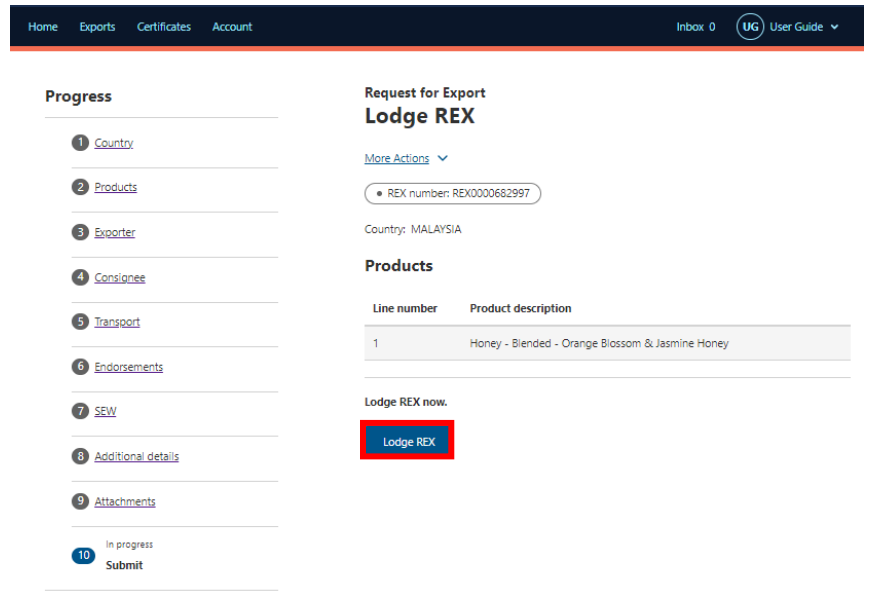 Home Exports Certificates Account Inbox 0 UG User Guide
Progress
1 Country
2 Products
3 Exporter
4 Consignee
5 Transport
6 Endorsements
7 SEW
8 Additional details
9 Attachments
10 In progress
Submit
Request for Export
Lodge REX
More Actions
REX number: REX0000682997
Country: MALAYSIA
Products
Line number Product description
1 Honey - Blended - Orange Blossom & Jasmine Honey
Lodge REX now.
Lodge REX